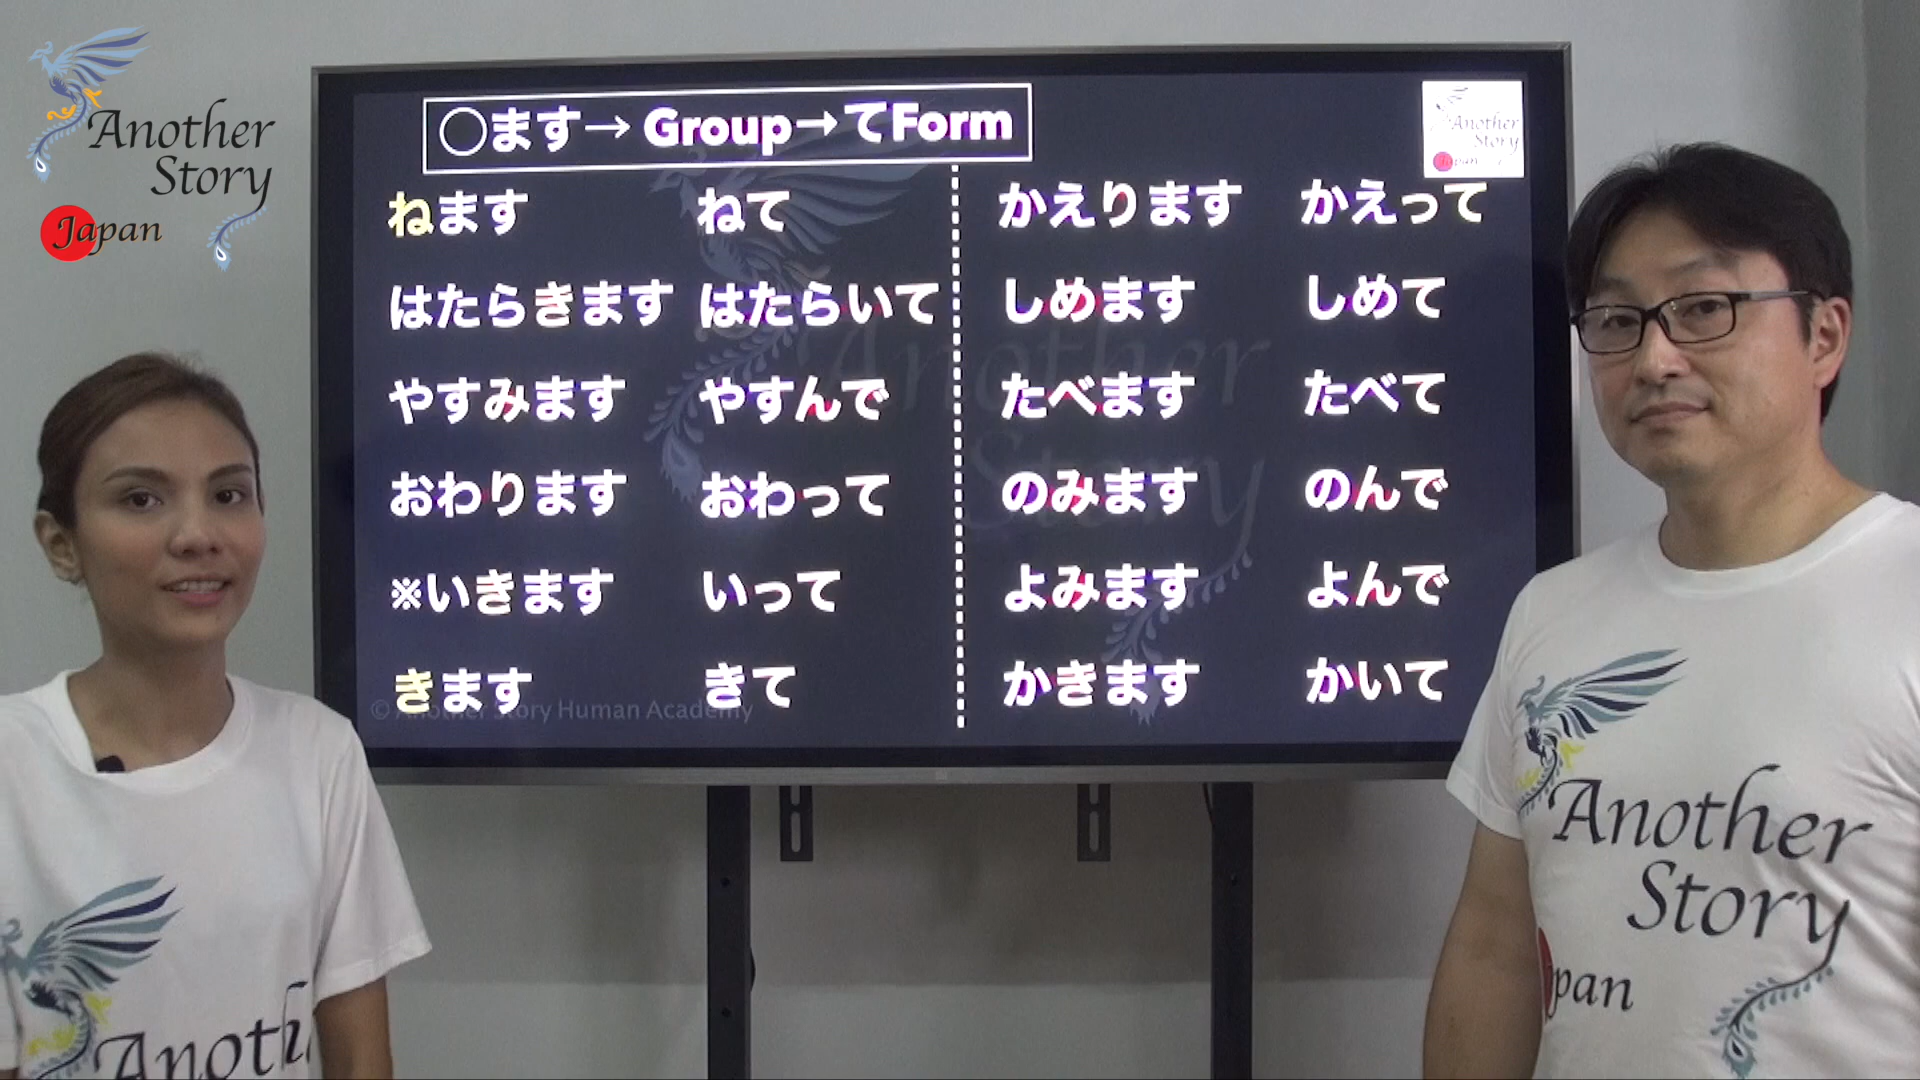 Another
Story
Japan
○ます→ Group→てForm
Another
Story
Japan
ねます ねて
はたらきます はたらいて
やすみます やすんで
おわります おわって
※いきます いって
きます きて
かえります かえって
しめます しめて
たべます たべて
のみます のんで
よみます よんで
かきます かいて
Another
Story
© Another Story Human Academy
Another
Another
Story
pan